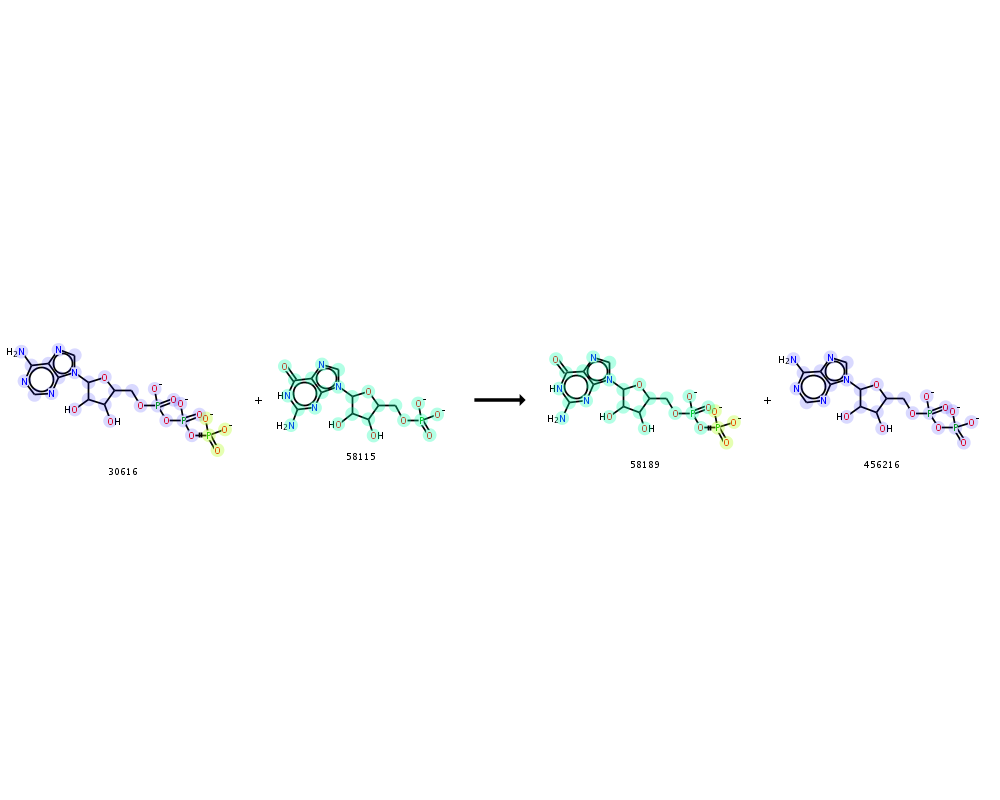 H₂N N N N N O HO OH O P O O⁻ O P O O⁻ O P O⁻ O⁻ O
30616
+
O HN H₂N N N N O HO OH O P O⁻ O⁻ O
58115
O HN H₂N N N N O HO OH O P O⁻ O O P O⁻ O⁻ O
58189
+
H₂N N N N N O HO OH O P O⁻ O O P O⁻ O⁻ O
456216